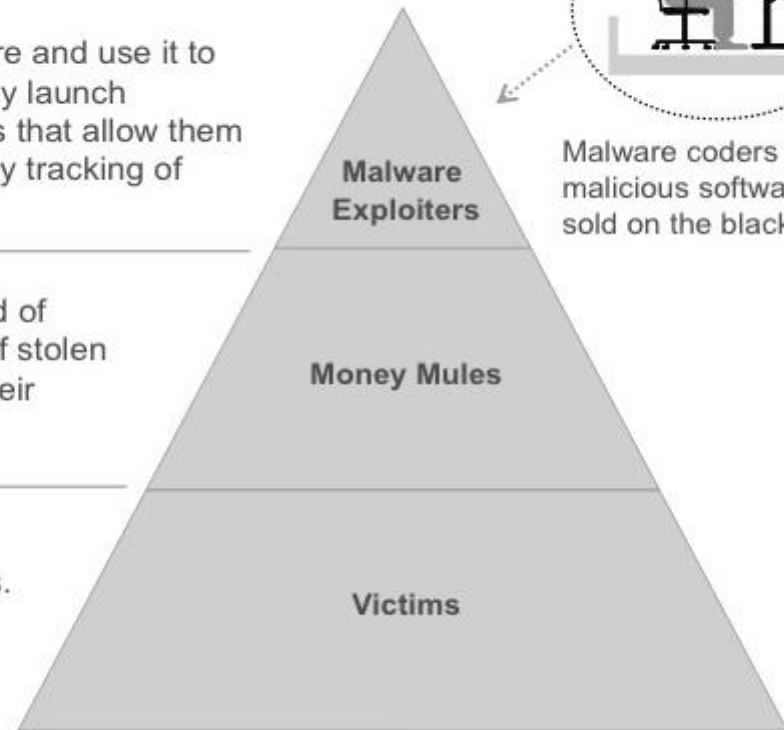 re and use it to
y launch
s that allow them
y tracking of
d of
f stolen
eir
s.
Malware
Exploiters
Money Mules
Victims
Malware coders
malicious softwa
sold on the black